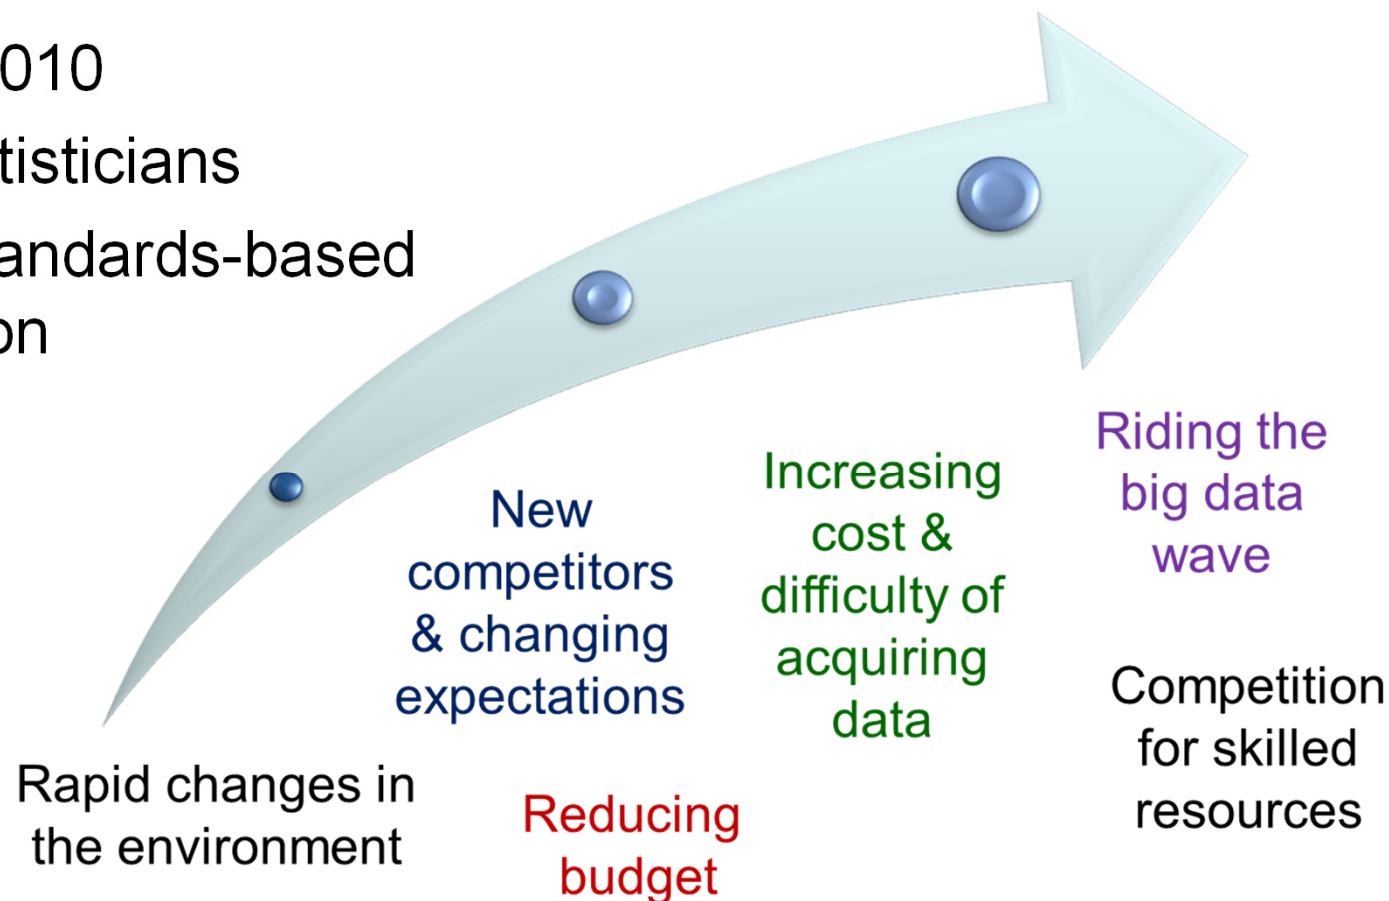 010
tisticians
andards-based
on
Riding the
big data
wave
Increasing
cost &
difficulty of
acquiring
data
New
competitors
& changing
expectations
Competition
for skilled
resources
Rapid changes in
the environment
Reducing
budget